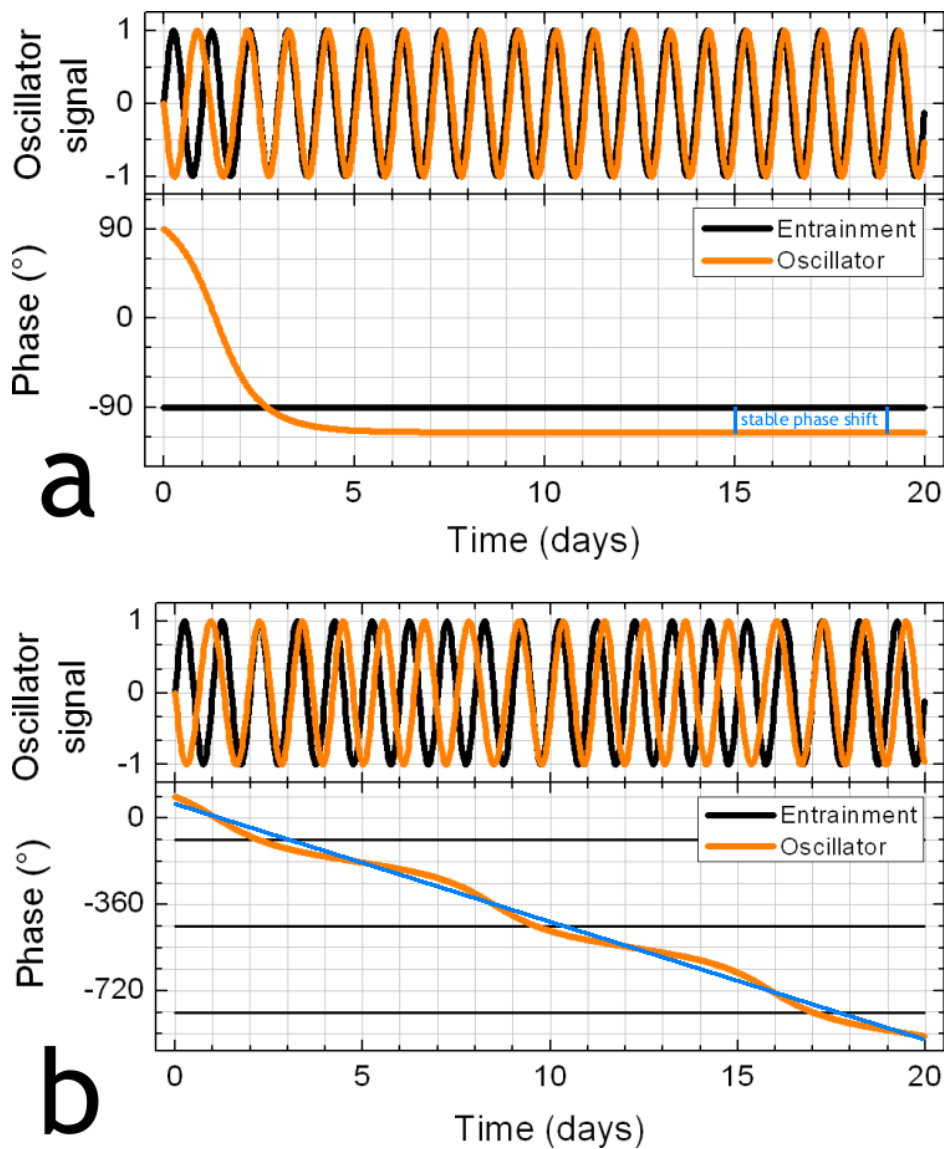 a
Oscillator
signal
1
0
-1
Phase (°)
90
0
-90
Entrainment
Oscillator
stable phase shift
0 5 10 15 20
Time (days)
b
Oscillator
signal
1
0
-1
Phase (°)
0
-360
-720
Entrainment
Oscillator
0 5 10 15 20
Time (days)